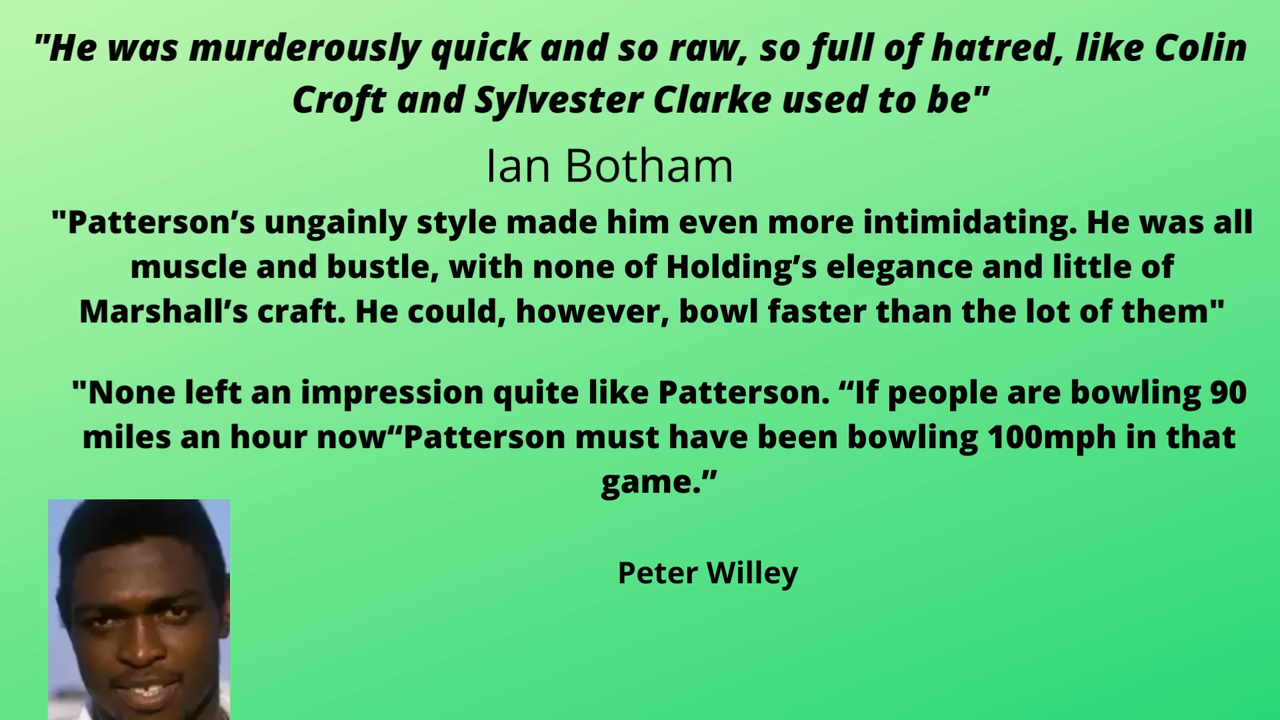 "He was murderously quick and so raw, so full of hatred, like Colin
Croft and Sylvester Clarke used to be"
Ian Botham
"Patterson’s ungainly style made him even more intimidating. He was all
muscle and bustle, with none of Holding’s elegance and little of
Marshall’s craft. He could, however, bowl faster than the lot of them"
"None left an impression quite like Patterson. “If people are bowling 90
miles an hour now“Patterson must have been bowling 100mph in that
game.”
Peter Willey